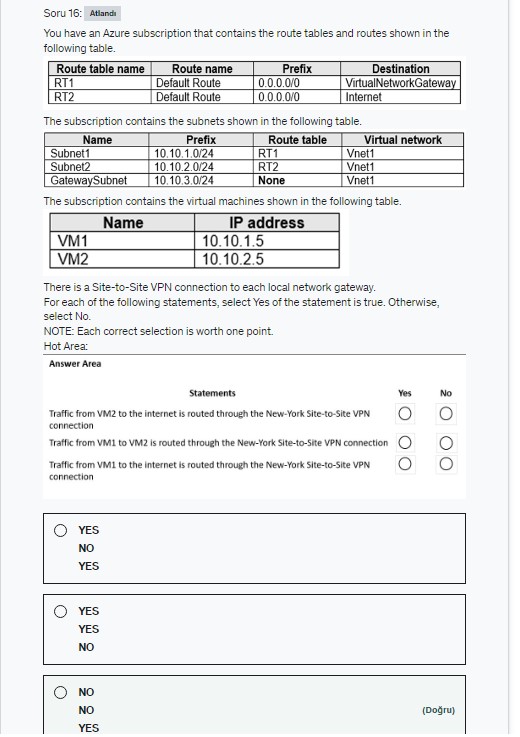 Soru 16: Atlandı
You have an Azure subscription that contains the route tables and routes shown in the
following table.
Route table name Route name Prefix Destination
RT1 Default Route 0.0.0.0/0 VirtualNetworkGateway
RT2 Default Route 0.0.0.0/0 Internet
The subscription contains the subnets shown in the following table.
Name Prefix Route table Virtual network
Subnet1 10.10.1.0/24 RT1 Vnet1
Subnet2 10.10.2.0/24 RT2 Vnet1
GatewaySubnet 10.10.3.0/24 None Vnet1
The subscription contains the virtual machines shown in the following table.
Name IP address
VM1 10.10.1.5
VM2 10.10.2.5
There is a Site-to-Site VPN connection to each local network gateway.
For each of the following statements, select Yes of the statement is true. Otherwise,
select No.
NOTE: Each correct selection is worth one point.
Hot Area:
Answer Area
Statements Yes No
Traffic from VM2 to the internet is routed through the New-York Site-to-Site VPN
connection
Traffic from VM1 to VM2 is routed through the New-York Site-to-Site VPN connection
Traffic from VM1 to the internet is routed through the New-York Site-to-Site VPN
connection
YES
NO
YES
YES
YES
NO
NO
NO (Doğru)
YES